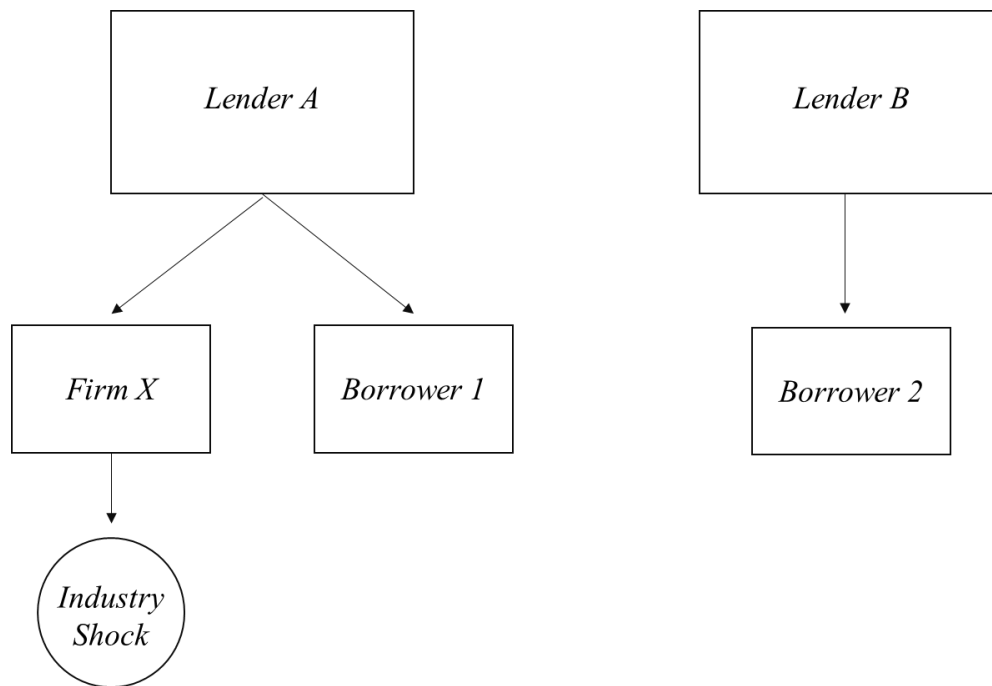 Lender A
Lender B
Firm X
Borrower 1
Borrower 2
Industry
Shock